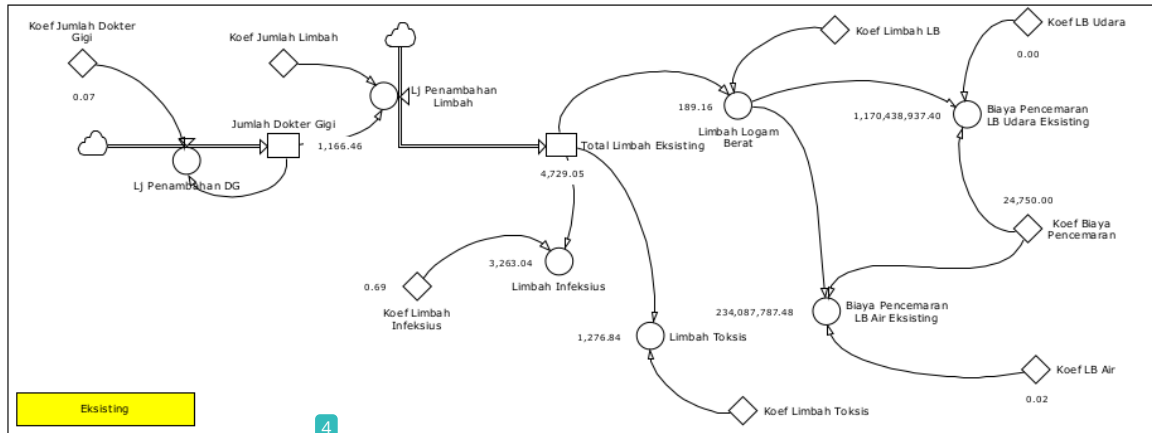 Koef Jumlah Dokter
Gigi
0.07
Koef Jumlah Limbah
Lj Penambahan
Limbah
Jumlah Dokter Gigi
1,166.46
Lj Penambahan DG
Koef Limbah LB
189.16
Limbah Logam
Berat
Koef LB Udara
0.00
1,170,438,937.40
Biaya Pencemaran
LB Udara Eksisting
Total Limbah Eksisting
4,729.05
24,750.00
Koef Biaya
Pencemaran
3,263.04
Limbah Infeksius
0.69
Koef Limbah
Infeksius
234,087,787.48
Biaya Pencemaran
LB Air Eksisting
1,276.84
Limbah Toksis
Koef LB Air
0.02
Koef Limbah Toksis
Eksisting
4